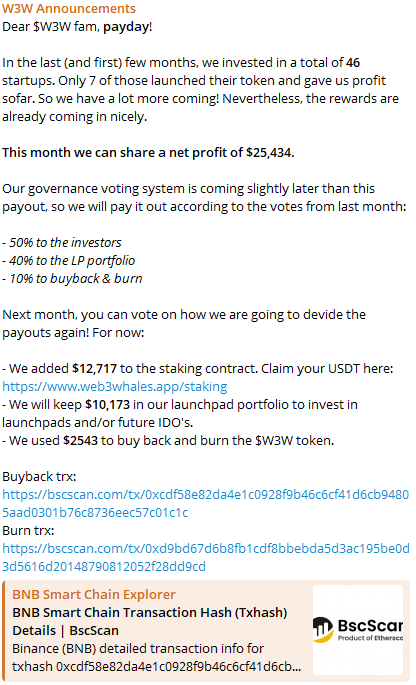 W3W Announcements
Dear $W3W fam, payday!
In the last (and first) few months, we invested in a total of 46
startups. Only 7 of those launched their token and gave us profit
sofar. So we have a lot more coming! Nevertheless, the rewards are
already coming in nicely.
This month we can share a net profit of $25,434.
Our governance voting system is coming slightly later than this
payout, so we will pay it out according to the votes from last month:
- 50% to the investors
- 40% to the LP portfolio
- 10% to buyback & burn
Next month, you can vote on how we are going to devide the
payouts again! For now:
- We added $12,717 to the staking contract. Claim your USDT here:
https://www.web3whales.app/staking
- We will keep $10,173 in our launchpad portfolio to invest in
launchpads and/or future IDO's.
- We used $2543 to buy back and burn the $W3W token.
Buyback trx:
https://bscscan.com/tx/0xcdf58e82da4e1c0928f9b46c6cf41d6cb9480
5aad0301b76c8736eec57c01c1c
Burn trx:
https://bscscan.com/tx/0xd9bd67d6b8fb1cdf8bbebda5d3ac195be0d
3d5616d20148790812052f28dd9cd
BNB Smart Chain Explorer
BNB Smart Chain Transaction Hash (Txhash)
Details | BscScan
Binance (BNB) detailed transaction info for
txhash 0xcdf58e82da4e1c0928f9b46c6cf41d6cb...
BscScan
Product of Ethersc